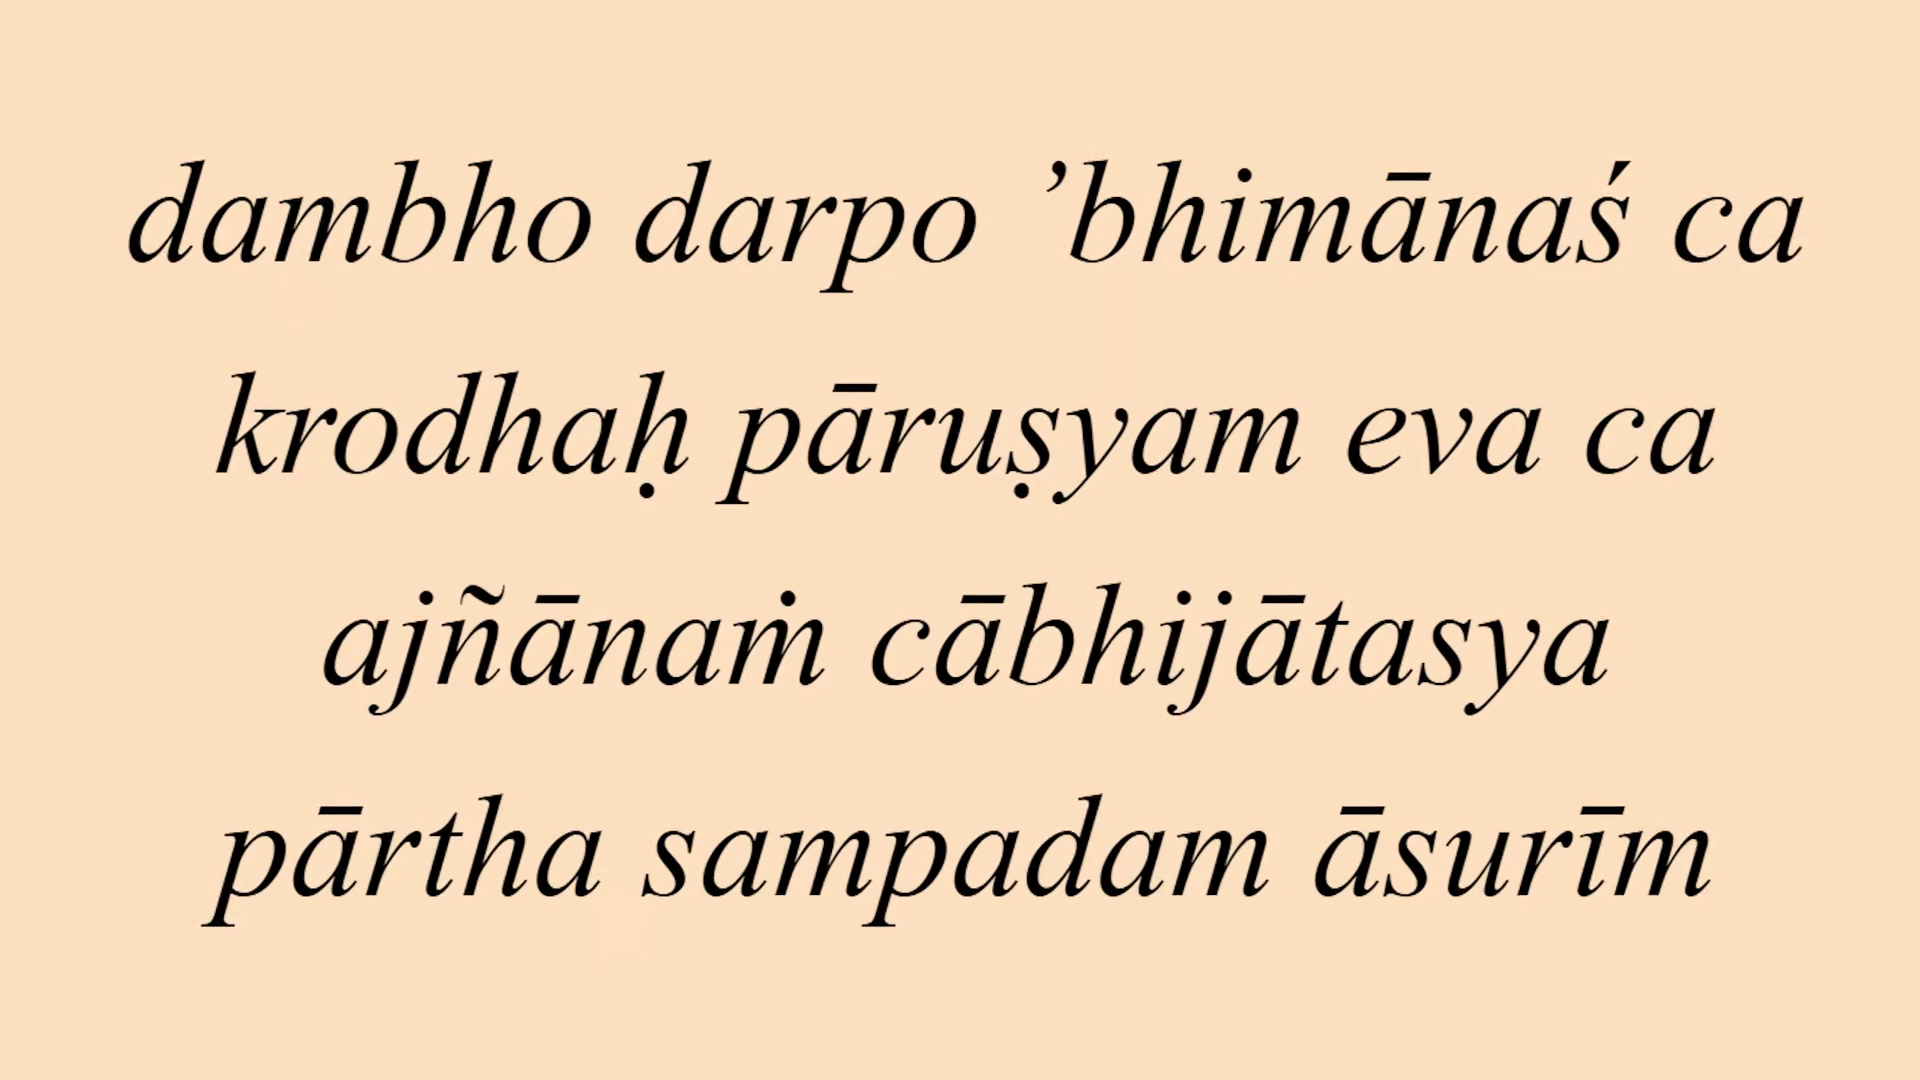 dambho darpo ’bhimānaś ca
krodhaḥ pāruṣyam eva ca
ajñānaṁ cābhijātasya
pārtha sampadam āsurīm